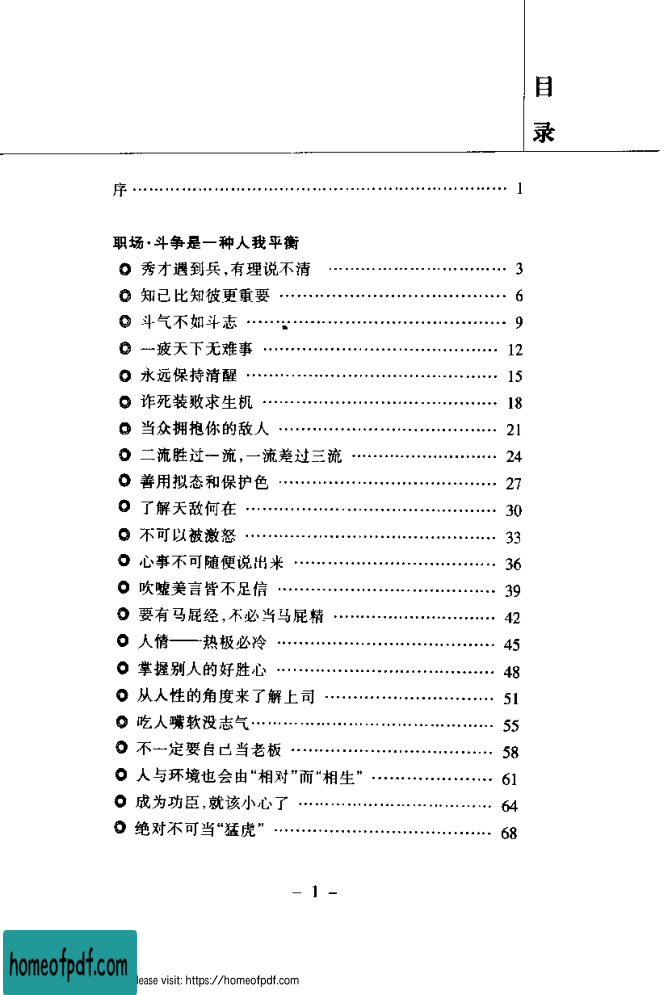 目
录
序 …………………………………………………… 1
职场·斗争是一种人我平衡
秀才遇到兵,有理说不清 ………………………… 3
知己比知彼更重要 ………………………………… 6
斗气不如斗志 ……………………………………… 9
一疲天下无难事 …………………………………… 12
永远保持清醒 ……………………………………… 15
诈死装败求生机 …………………………………… 18
当众拥抱你的敌人 ………………………………… 21
二流胜过一流,一流差过三流 …………………… 24
善用拟态和保护色 ………………………………… 27
了解天敌何在 ……………………………………… 30
不可以被激怒 ……………………………………… 33
心事不可随便说出来 ……………………………… 36
吹嘘美言皆不足信 ………………………………… 39
要有马屁经,不必当马屁精 ……………………… 42
人情——热极必冷 ………………………………… 45
掌握别人的好胜心 ………………………………… 48
从人性的角度来了解上司 ………………………… 51
吃人嘴软没志气 …………………………………… 55
不一定要自己当老板 ……………………………… 58
人与环境也会由“相对”而“相生” ………………… 61
成为功臣,就该小心了 …………………………… 64
绝对不可当“猛虎” ………………………………… 68
– 1 –
homeofpdf.com
lease visit: https://homeofpdf.com